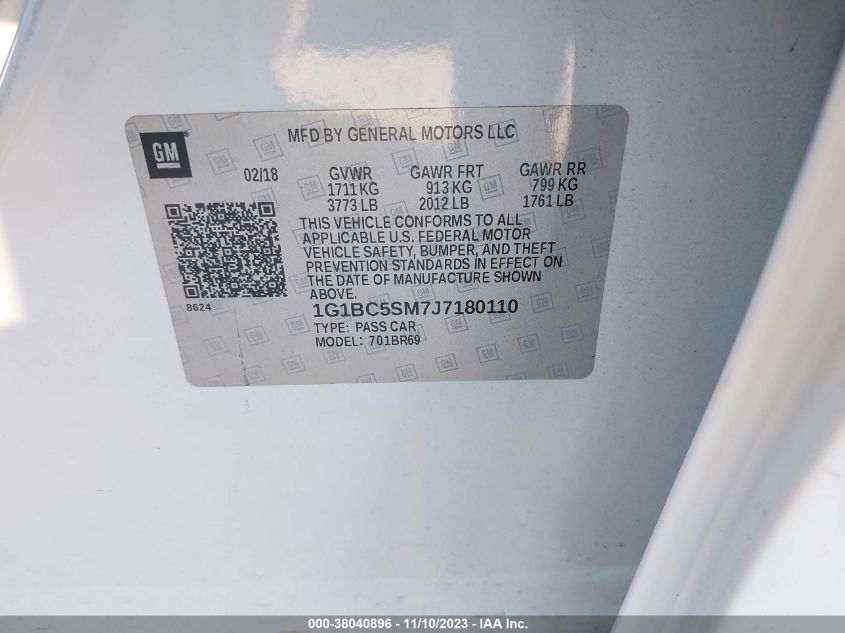 MFD BY GENERAL MOTORS LLC
GM
02/18 GVWR GAWR FRT GAWR RR
1711 KG 913 KG 799 KG
3773 LB 2012 LB 1761 LB
THIS VEHICLE CONFORMS TO ALL
APPLICABLE U.S. FEDERAL MOTOR
VEHICLE SAFETY, BUMPER, AND THEFT
PREVENTION STANDARDS IN EFFECT ON
THE DATE OF MANUFACTURE SHOWN
ABOVE.
8624
1G1BC5SM7J7180110
TYPE: PASS CAR
MODEL: 701BR69
000-38040896 - 11/10/2023 - IAA Inc.